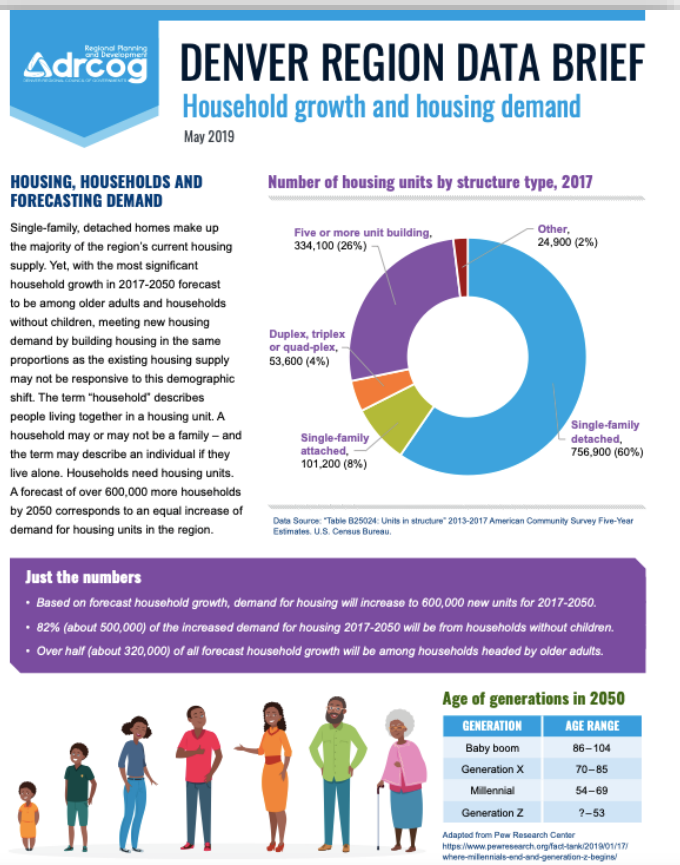 Regional Planning
and Development
drcog
DENVER REGIONAL COUNCIL OF GOVERNMENTS
DENVER REGION DATA BRIEF
Household growth and housing demand
May 2019
HOUSING, HOUSEHOLDS AND
FORECASTING DEMAND
Single-family, detached homes make up
the majority of the region's current housing
supply. Yet, with the most significant
household growth in 2017-2050 forecast
to be among older adults and households
without children, meeting new housing
demand by building housing in the same
proportions as the existing housing supply
may not be responsive to this demographic
shift. The term “household” describes
people living together in a housing unit. A
household may or may not be a family – and
the term may describe an individual if they
live alone. Households need housing units.
A forecast of over 600,000 more households
by 2050 corresponds to an equal increase of
demand for housing units in the region.
Number of housing units by structure type, 2017
Five or more unit building,
334,100 (26%)
Other,
24,900 (2%)
Duplex, triplex
or quad-plex,
53,600 (4%)
Single-family
attached,
101,200 (8%)
Single-family
detached,
756,900 (60%)
Data Source: "Table B25024: Units in structure" 2013-2017 American Community Survey Five-Year
Estimates. U.S. Census Bureau.
Just the numbers
• Based on forecast household growth, demand for housing will increase to 600,000 new units for 2017-2050.
• 82% (about 500,000) of the increased demand for housing 2017-2050 will be from households without children.
• Over half (about 320,000) of all forecast household growth will be among households headed by older adults.
Age of generations in 2050
GENERATION AGE RANGE
Baby boom 86–104
Generation X 70–85
Millennial 54–69
Generation Z ?–53
Adapted from Pew Research Center
https://www.pewresearch.org/fact-tank/2019/01/17/
where-millennials-end-and-generation-z-begins/